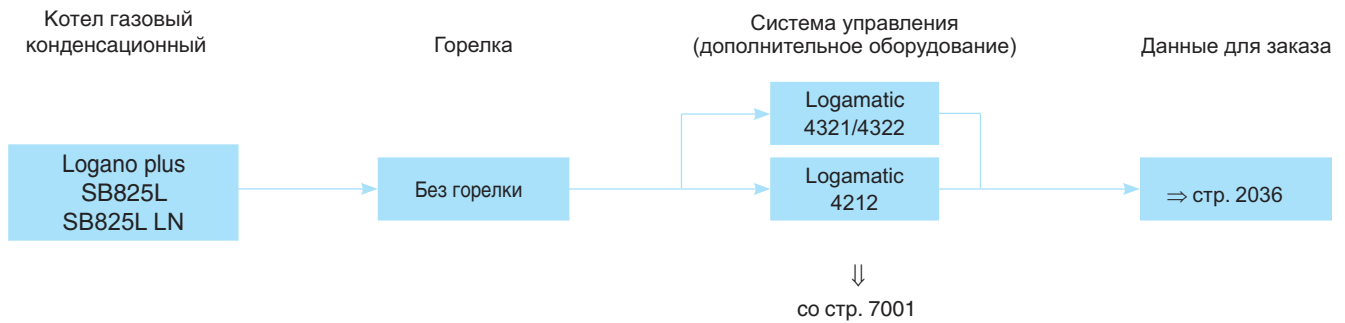 Котел газовый
конденсационный
Горелка
Система управления
(дополнительное оборудование)
Данные для заказа
Logano plus
SB825L
SB825L LN
Без горелки
Logamatic
4321/4322
Logamatic
4212
⇒ стр. 2036
⇓
со стр. 7001